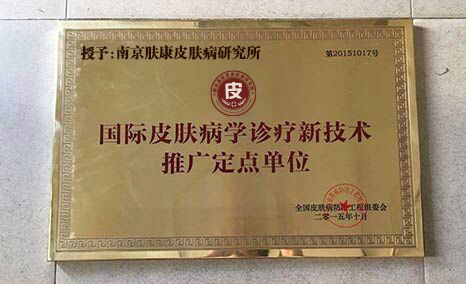 授予:南京肤康皮肤病研究所
第20151017号
皮
国际皮肤病学诊疗新技术
推广定点单位
全国皮肤病防治工程组委会
二〇一五年十月